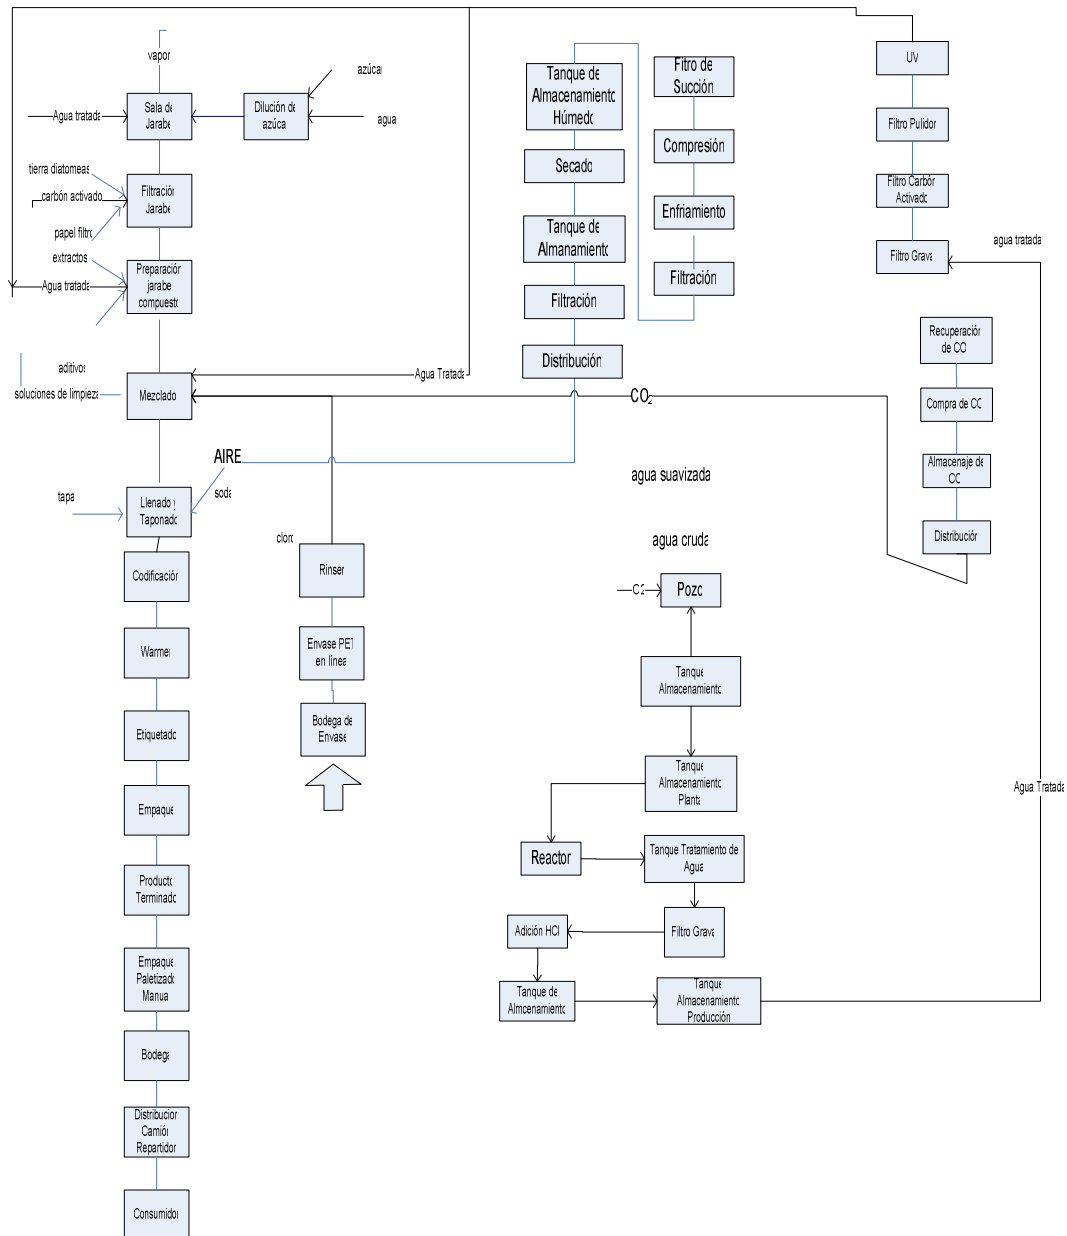 vapor
azúcar
Agua tratada
Sala de
Jarabe
Dilución de
azúca
agua
tierra diatomeas
carbón activado
papel filtro
Filtración
Jarabe
extractos
Agua tratada
Preparación
jarabe
compuesto
aditivos
soluciones de limpieza
Mezclado
Agua Tratada
AIRE
soda
tapa
Llenado y
Taponado
Codificación
Warmer
Etiquetado
Empaque
Producto
Terminado
Empaque
Paletizado
Manual
Bodega
Distribucion
Camión
Repartidor
Consumidor
cloro
Rinser
Envase PET
en línea
Bodega de
Envase
Tanque de
Almacenamiento
Húmedo
Secado
Tanque de
Almanamiento
Filtración
Distribución
Fitro de
Succión
Compresión
Enfriamiento
Filtración
CO2
agua suavizada
agua cruda
C2
Pozo
Tanque
Almacenamiento
Tanque
Almacenamiento
Planta
Reactor
Tanque Tratamiento de
Agua
Filtro Grava
Adición HCl
Tanque de
Almcenamiento
Tanque
Almacenamiento
Producción
UV
Filtro Pulidor
Filtro Carbón
Activado
Filtro Grava
agua tratada
Recuperación
de CO
Compra de CO
Almacenaje de
CO
Distribución
Agua Tratada